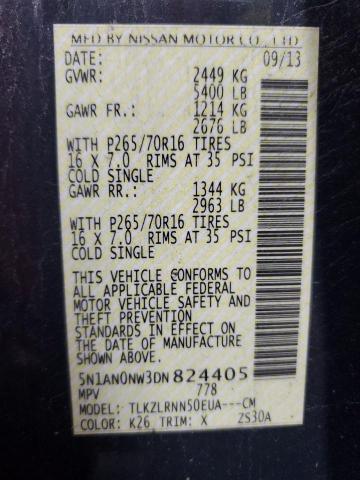 MFD BY NISSAN MOTOR CO., LTD
DATE: 09/13
GVWR: 2449 KG
5400 LB
GAWR FR.: 1214 KG
2676 LB
WITH P265/70R16 TIRES
16 X 7.0 RIMS AT 35 PSI
COLD SINGLE
GAWR RR.: 1344 KG
2963 LB
WITH P265/70R16 TIRES
16 X 7.0 RIMS AT 35 PSI
COLD SINGLE
THIS VEHICLE CONFORMS TO
ALL APPLICABLE FEDERAL
MOTOR VEHICLE SAFETY AND
THEFT PREVENTION
STANDARDS IN EFFECT ON
THE DATE OF MANUFACTURE
SHOWN ABOVE.
5N1AN0NW3DN824405
MPV 778
MODEL: TLKZLRNN50EUA---CM
COLOR: K26 TRIM: X ZS30A